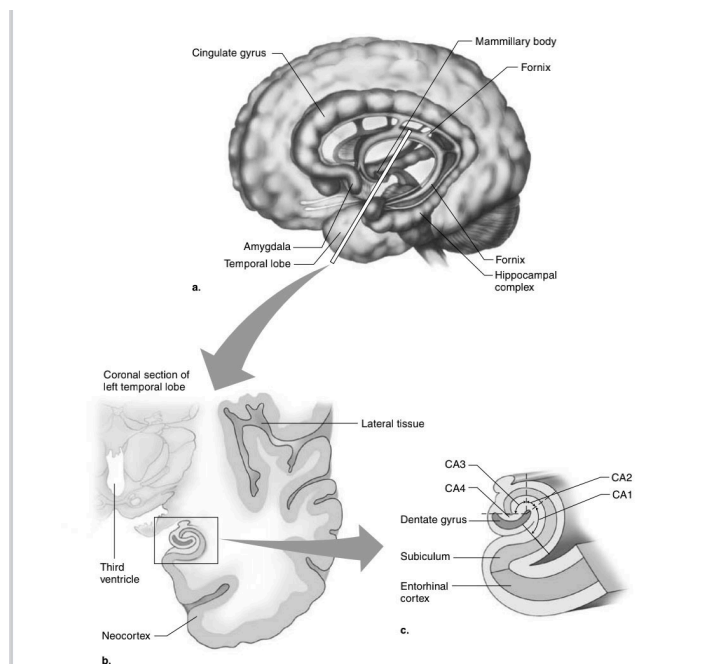 Mammillary body
Cingulate gyrus
Fornix
Amygdala
Temporal lobe
Fornix
Hippocampal
complex
a.
Coronal section of
left temporal lobe
Lateral tissue
CA3
CA2
CA4
CA1
Dentate gyrus
Subiculum
Third
ventricle
Entorhinal
cortex
Neocortex
c.
b.